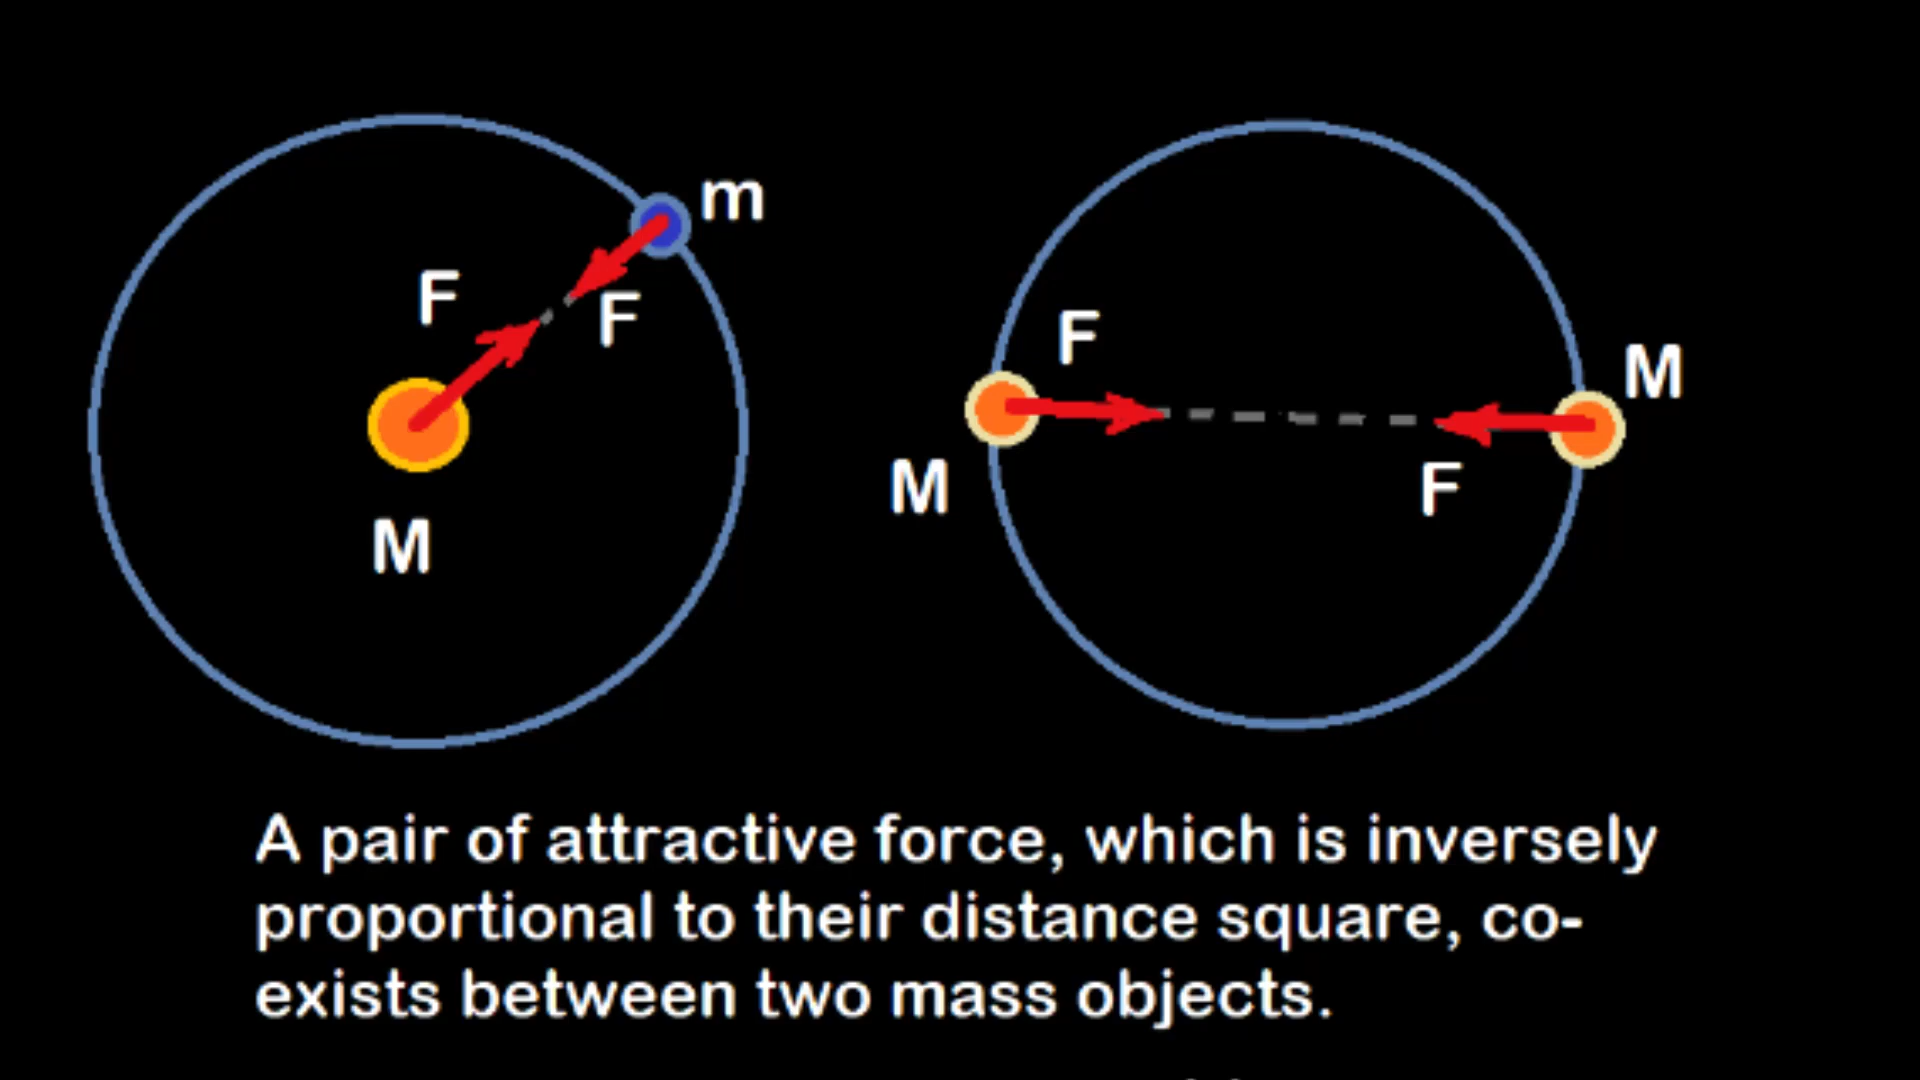 m
F
F
M
F
M
M
F
A pair of attractive force, which is inversely
proportional to their distance square, co-
exists between two mass objects.